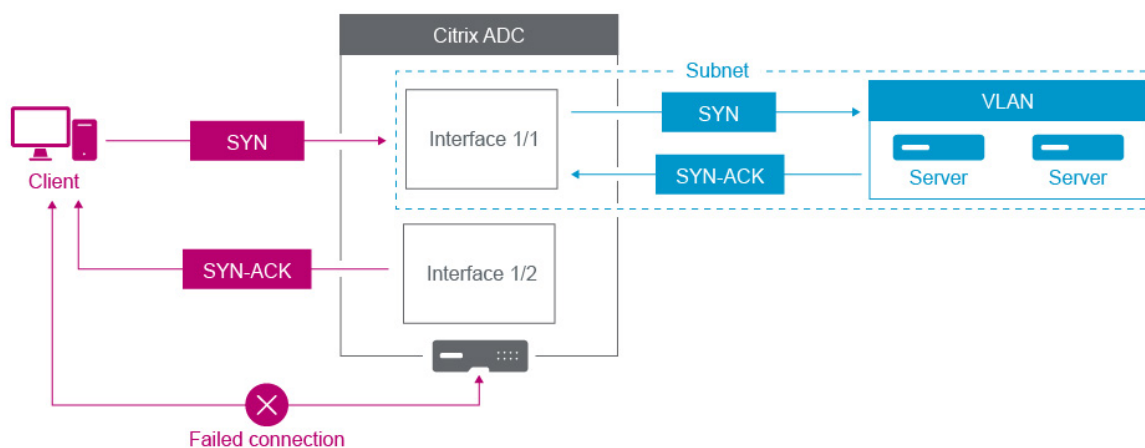 Citrix ADC
Subnet
SYN
Interface 1/1
SYN
VLAN
Client
SYN-ACK
Server
Server
SYN-ACK
Interface 1/2
Failed connection